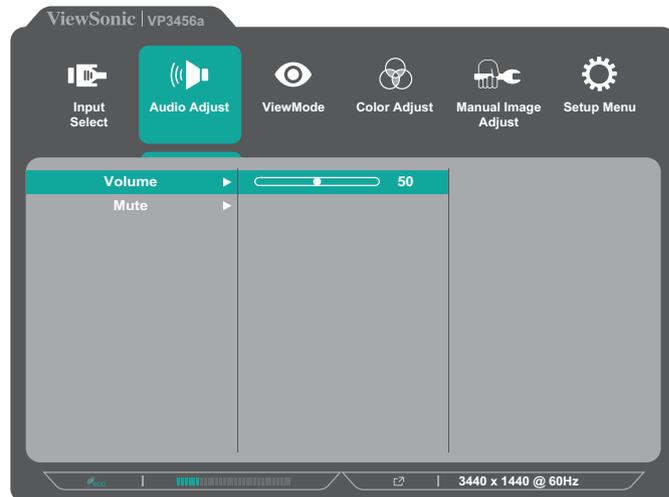 ViewSonic VP3456a
Input Select
Audio Adjust
ViewMode
Color Adjust
Manual Image Adjust
Setup Menu
Volume 50
Mute
eco
3440 x 1440 @ 60Hz